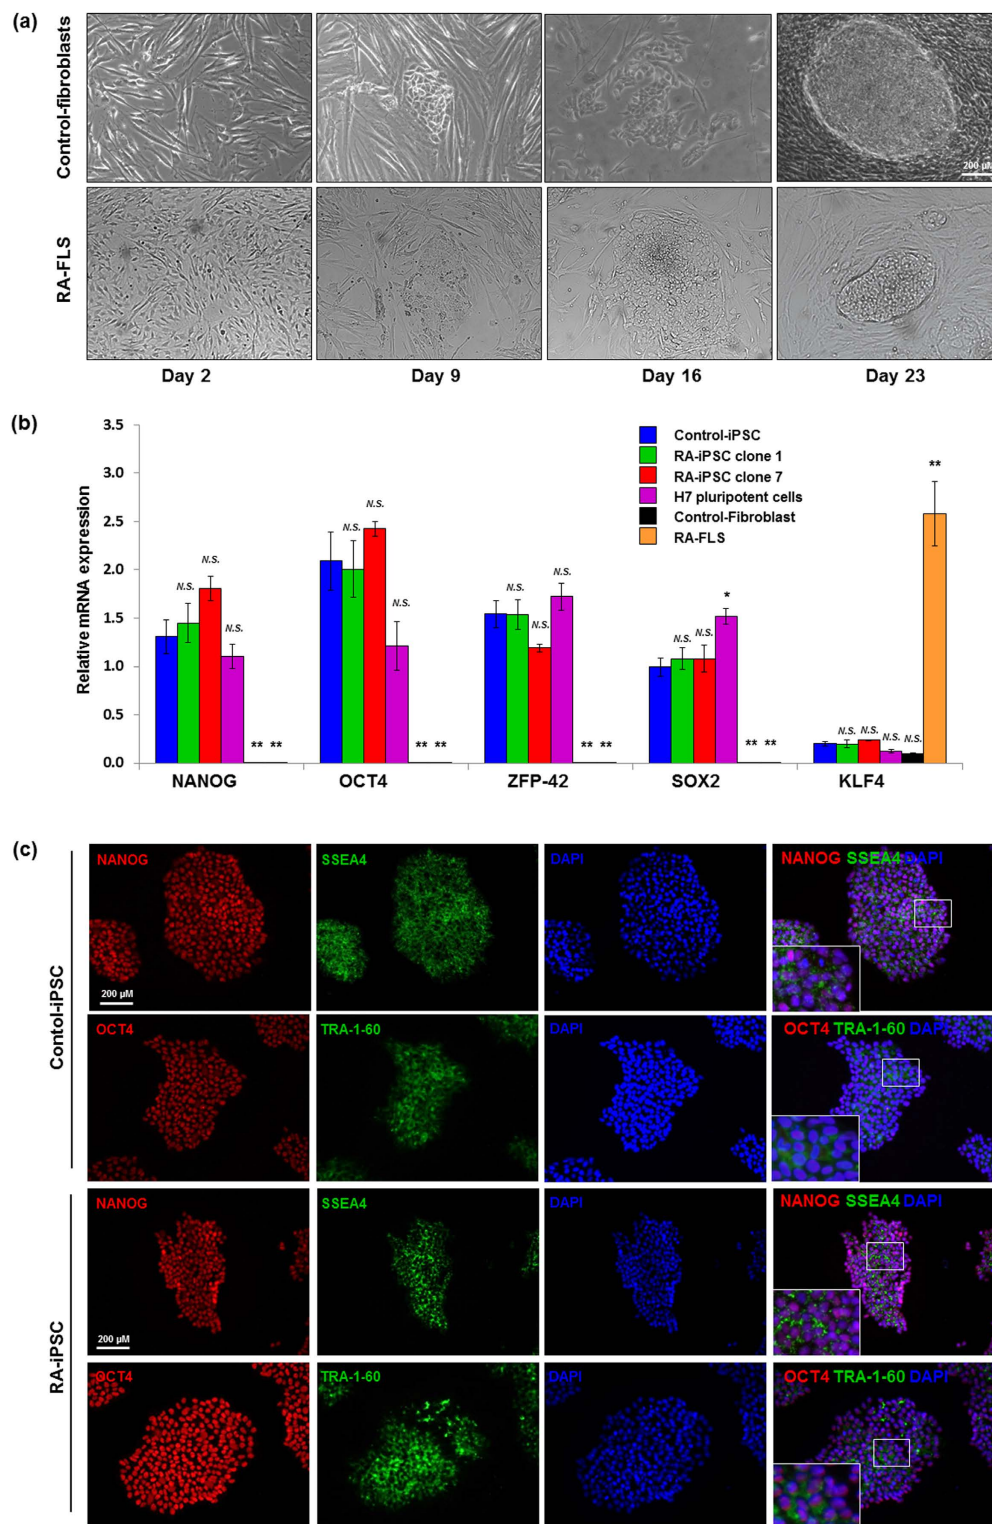 (a)
Control-fibroblasts
200 µM
RA-FLS
Day 2
Day 9
Day 16
Day 23
(b)
Relative mRNA expression
3.5
3.0
2.5
2.0
1.5
1.0
0.5
0.0
Control-iPSC
RA-iPSC clone 1
RA-iPSC clone 7
H7 pluripotent cells
Control-Fibroblast
RA-FLS
N.S. N.S. N.S. ** **
N.S. N.S. N.S. ** **
** **
N.S. N.S. * ** **
N.S. N.S. N.S. N.S. **
NANOG
OCT4
ZFP-42
SOX2
KLF4
(c)
Contol-iPSC
NANOG
SSEA4
DAPI
NANOG SSEA4 DAPI
200 µM
OCT4
TRA-1-60
DAPI
OCT4 TRA-1-60 DAPI
RA-iPSC
NANOG
SSEA4
DAPI
NANOG SSEA4 DAPI
200 µM
OCT4
TRA-1-60
DAPI
OCT4 TRA-1-60 DAPI